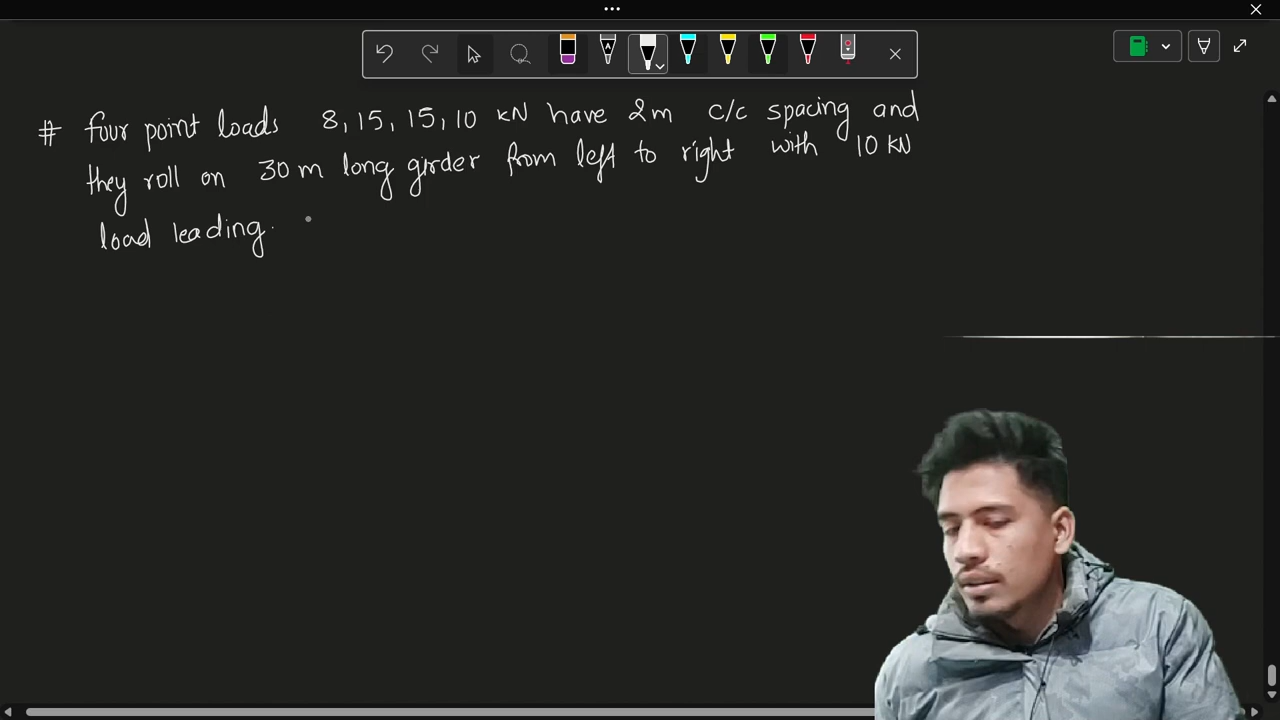 # four point loads 8, 15, 15, 10 kN have 2m c/c spacing and
they roll on 30 m long girder from left to right with 10 kN
load leading.